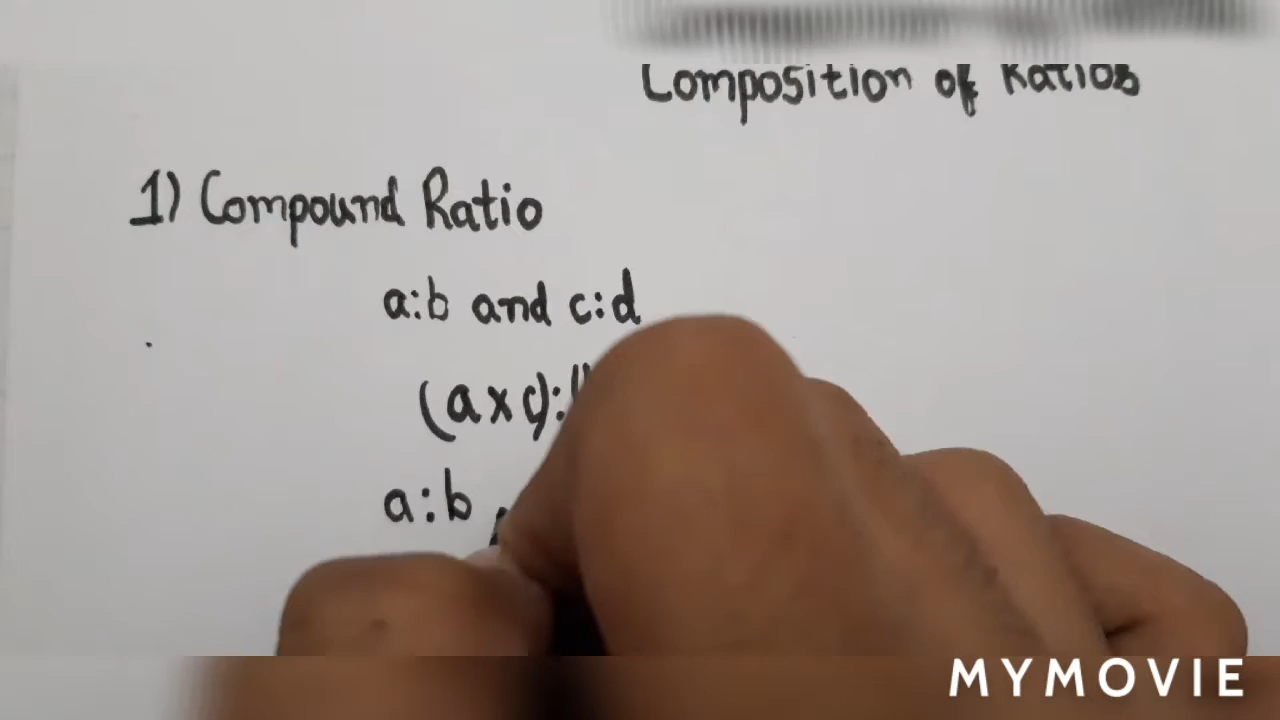 Composition of Ratios
1) Compound Ratio
a:b and c:d
(a x c):
a:b
MYMOVIE